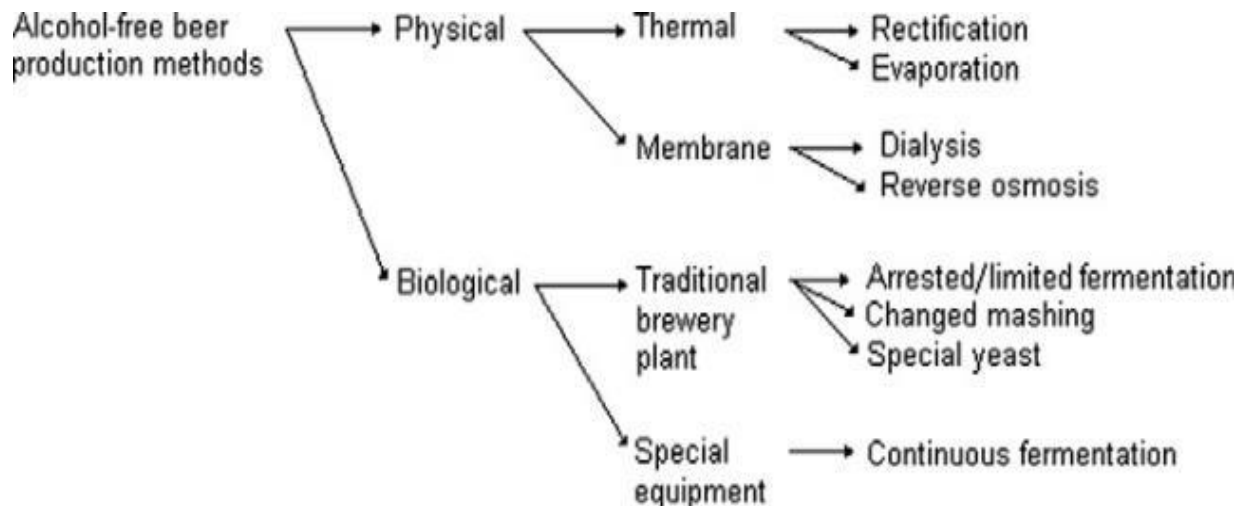 Alcohol-free beer
production methods
Physical
Thermal
Rectification
Evaporation
Membrane
Dialysis
Reverse osmosis
Biological
Traditional
brewery
plant
Arrested/limited fermentation
Changed mashing
Special yeast
Special
equipment
Continuous fermentation